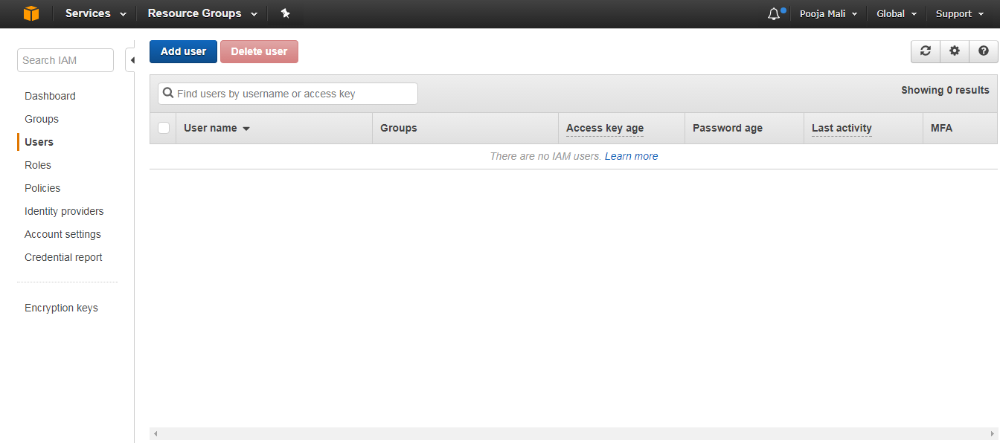 Services Resource Groups Pooja Mali Global Support
Search IAM
Dashboard
Groups
Users
Roles
Policies
Identity providers
Account settings
Credential report
Encryption keys
Add user Delete user
Find users by username or access key Showing 0 results
User name Groups Access key age Password age Last activity MFA
There are no IAM users. Learn more